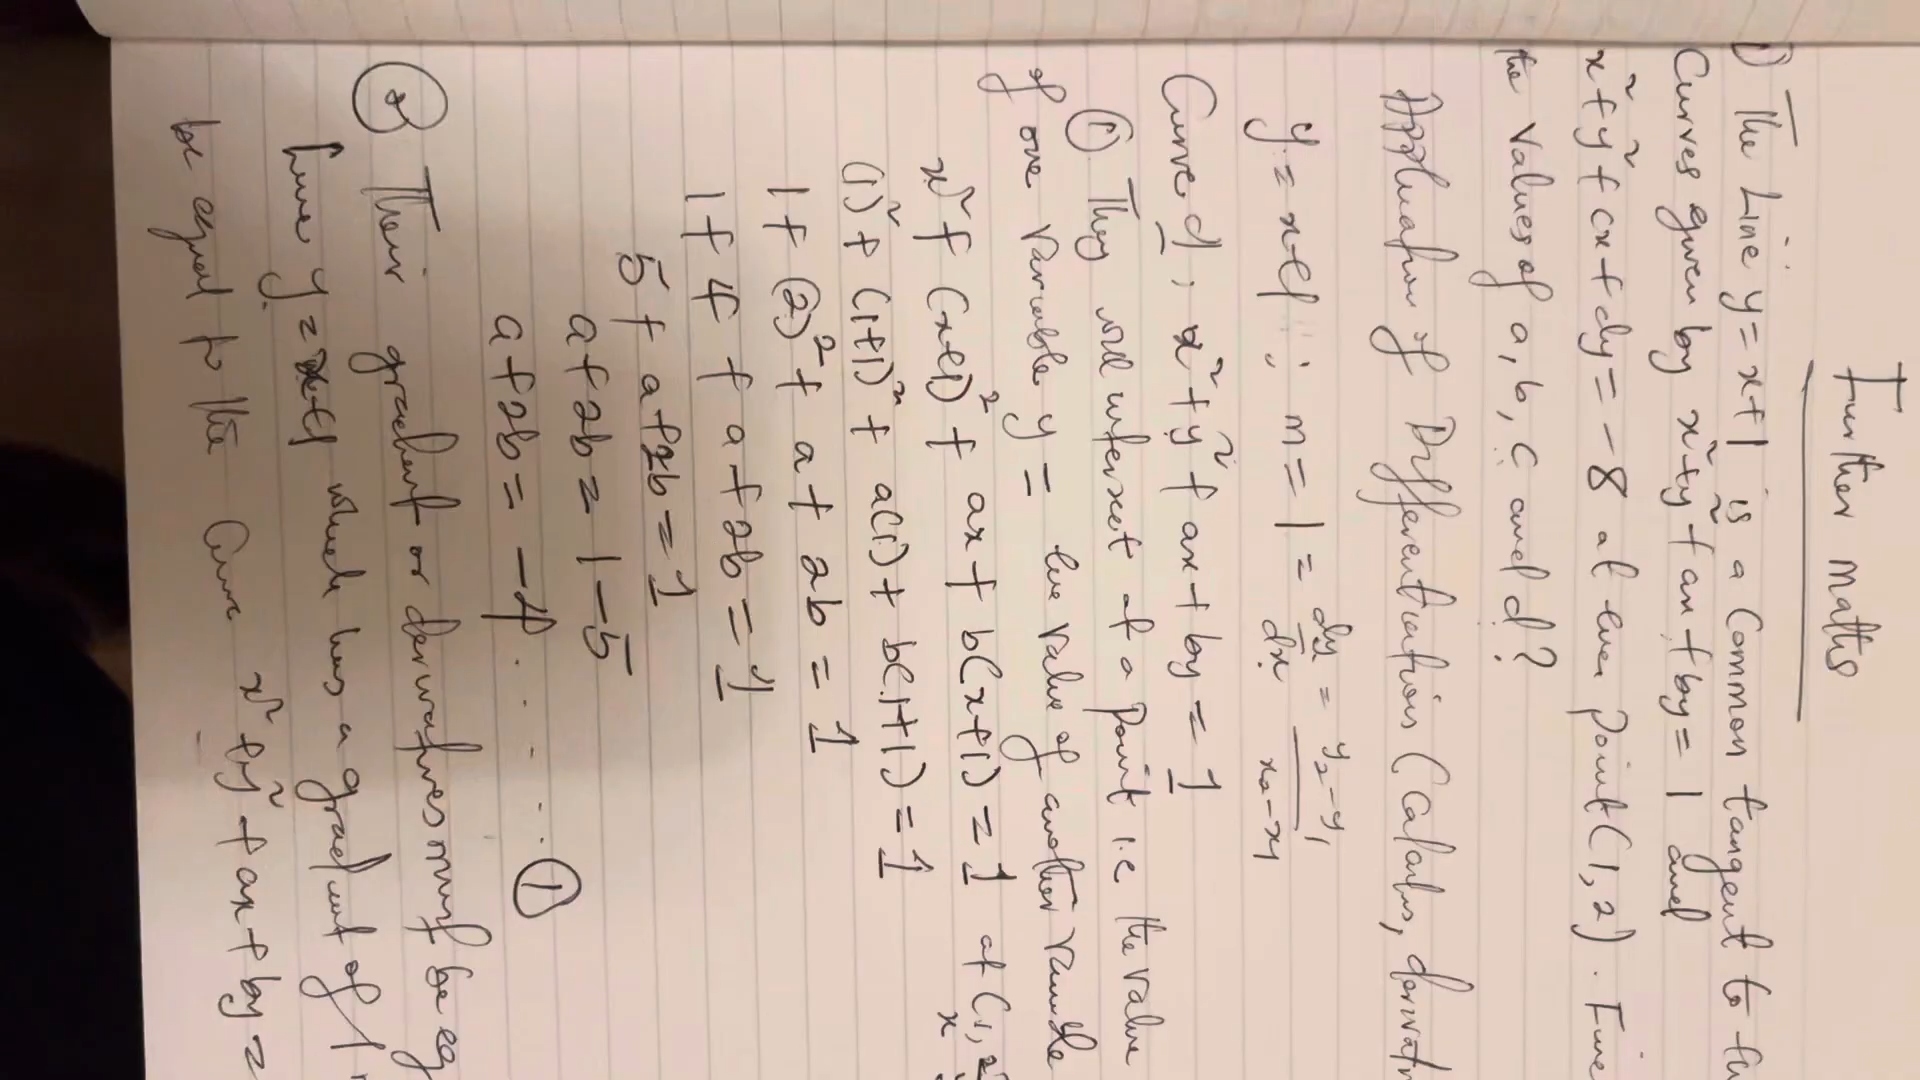 Further maths
1) The Line y = x+1 is a Common tangent to
Curves given by x² + y² + ax + by = 1 and
x² + y² + cx + dy = -8 at the point (1, 2).
the values of a, b, c and d?
Application of Differentiation (Calculus,
y = x+1 ; m = 1 = dy/dx = y₂-y₁/x₂-x₁
Curve 1, x² + y² + ax + by = 1
① They will intersect at a point i.e the value
of one variable y = the value of another variable
x² + (x+1)² + ax + b(x+1) = 1 at (1, 2
x
(1)² + (1+1)² + a(1) + b(1+1) = 1
1 + (2)² + a + 2b = 1
1 + 4 + a + 2b = 1
5 + a + 2b = 1
a + 2b = 1-5
a + 2b = -4 . . . . . ①
② Their gradient or derivatives must be eq
Line y = x+1 which has a gradient of 1
be equal to the Curve x² + y² + ax + by =